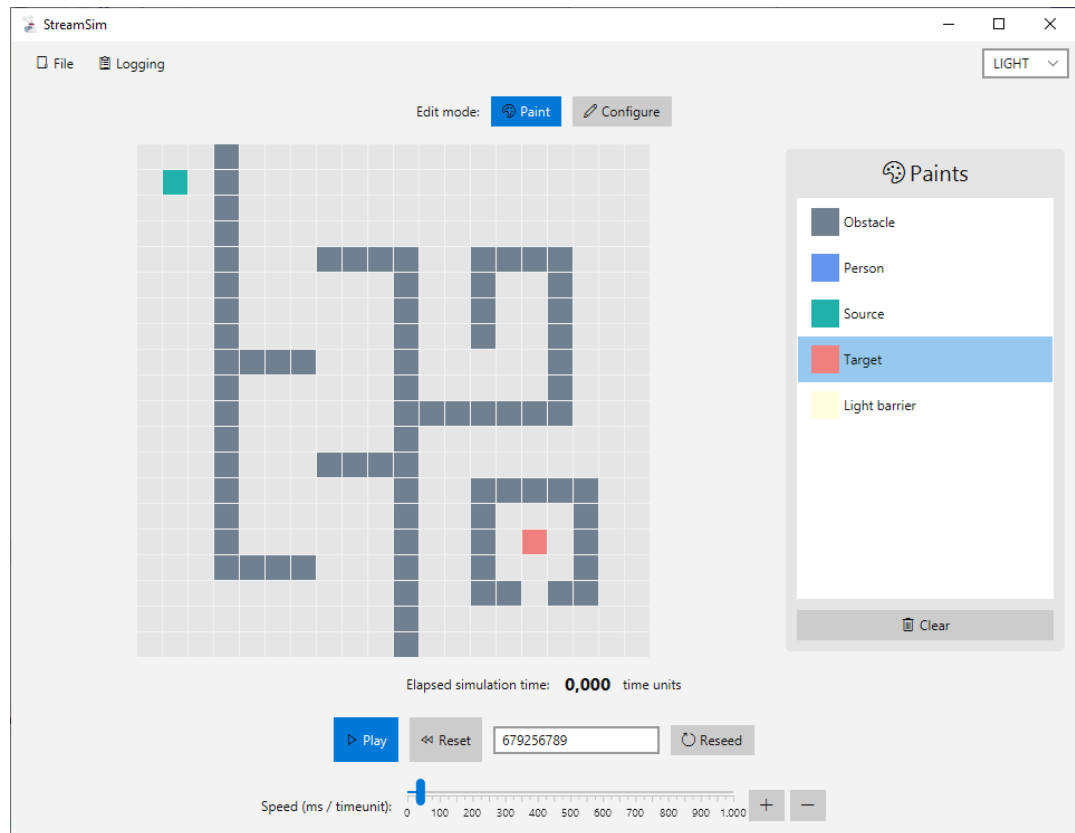 StreamSim
File Logging LIGHT
Edit mode: Paint Configure
Paints
Obstacle
Person
Source
Target
Light barrier
Clear
Elapsed simulation time: 0,000 time units
Play Reset 679256789 Reseed
Speed (ms / timeunit):
0 100 200 300 400 500 600 700 800 900 1.000